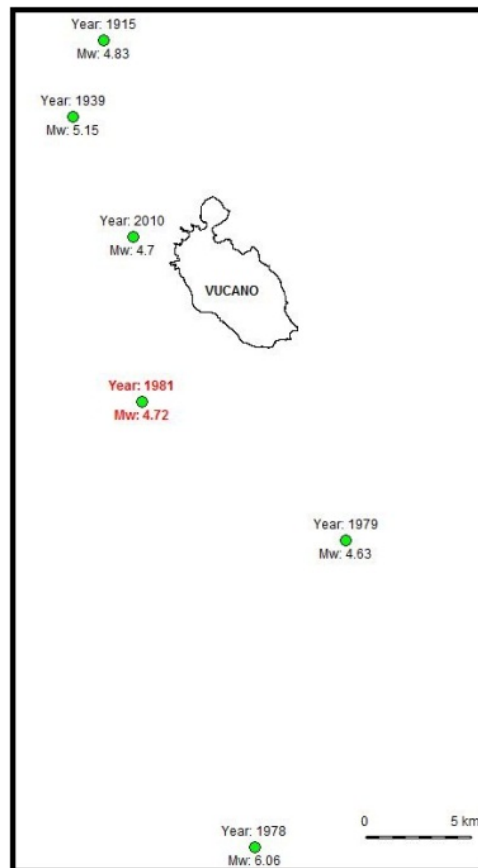 Year: 1915
Mw: 4.83
Year: 1939
Mw: 5.15
Year: 2010
Mw: 4.7
VUCANO
Year: 1981
Mw: 4.72
Year: 1979
Mw: 4.63
0 5 km
Year: 1978
Mw: 6.06